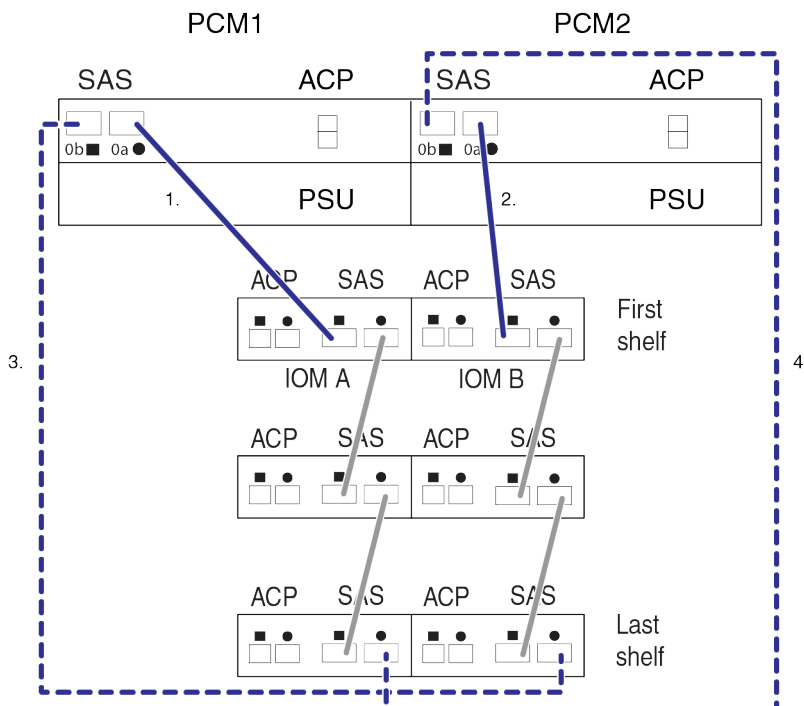 PCM1 PCM2
SAS ACP SAS ACP
0b 0a 0b 0a
1. PSU 2. PSU
ACP SAS ACP SAS
First
shelf
3. 4
IOM A IOM B
ACP SAS ACP SAS
ACP SAS ACP SAS
Last
shelf